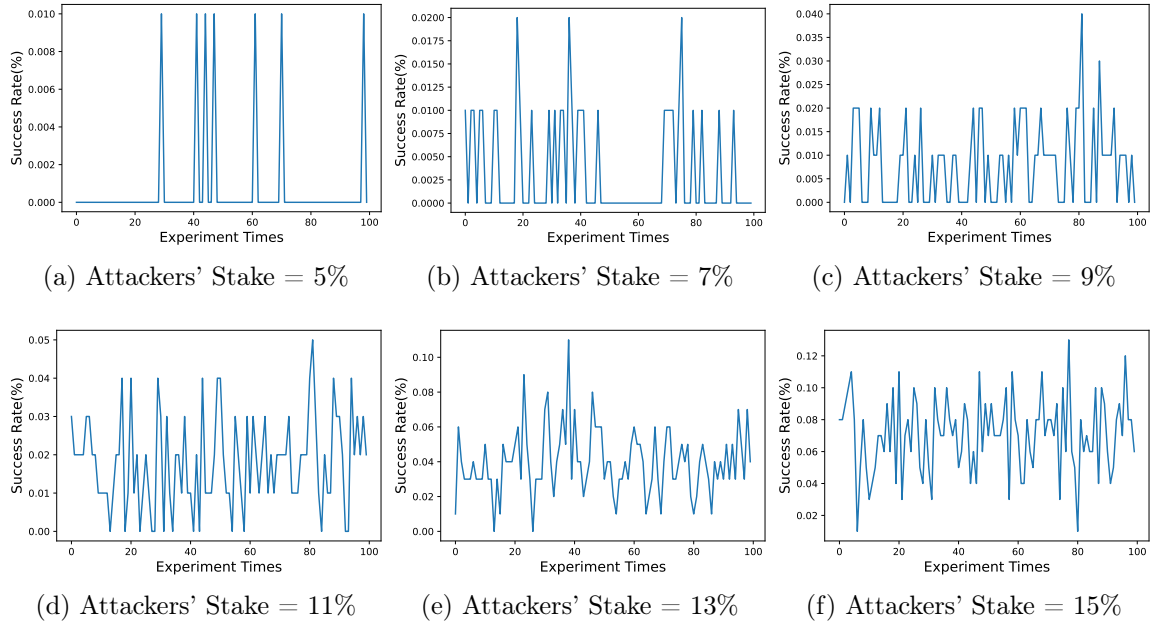 0.010
0.008
0.006
0.004
0.002
0.000
Success Rate(%)
0 20 40 60 80 100
Experiment Times
(a) Attackers' Stake = 5%
0.0200
0.0175
0.0150
0.0125
0.0100
0.0075
0.0050
0.0025
0.0000
Success Rate(%)
0 20 40 60 80 100
Experiment Times
(b) Attackers' Stake = 7%
0.040
0.035
0.030
0.025
0.020
0.015
0.010
0.005
0.000
Success Rate(%)
0 20 40 60 80 100
Experiment Times
(c) Attackers' Stake = 9%
0.05
0.04
0.03
0.02
0.01
0.00
Success Rate(%)
0 20 40 60 80 100
Experiment Times
(d) Attackers' Stake = 11%
0.10
0.08
0.06
0.04
0.02
0.00
Success Rate(%)
0 20 40 60 80 100
Experiment Times
(e) Attackers' Stake = 13%
0.12
0.10
0.08
0.06
0.04
0.02
Success Rate(%)
0 20 40 60 80 100
Experiment Times
(f) Attackers' Stake = 15%